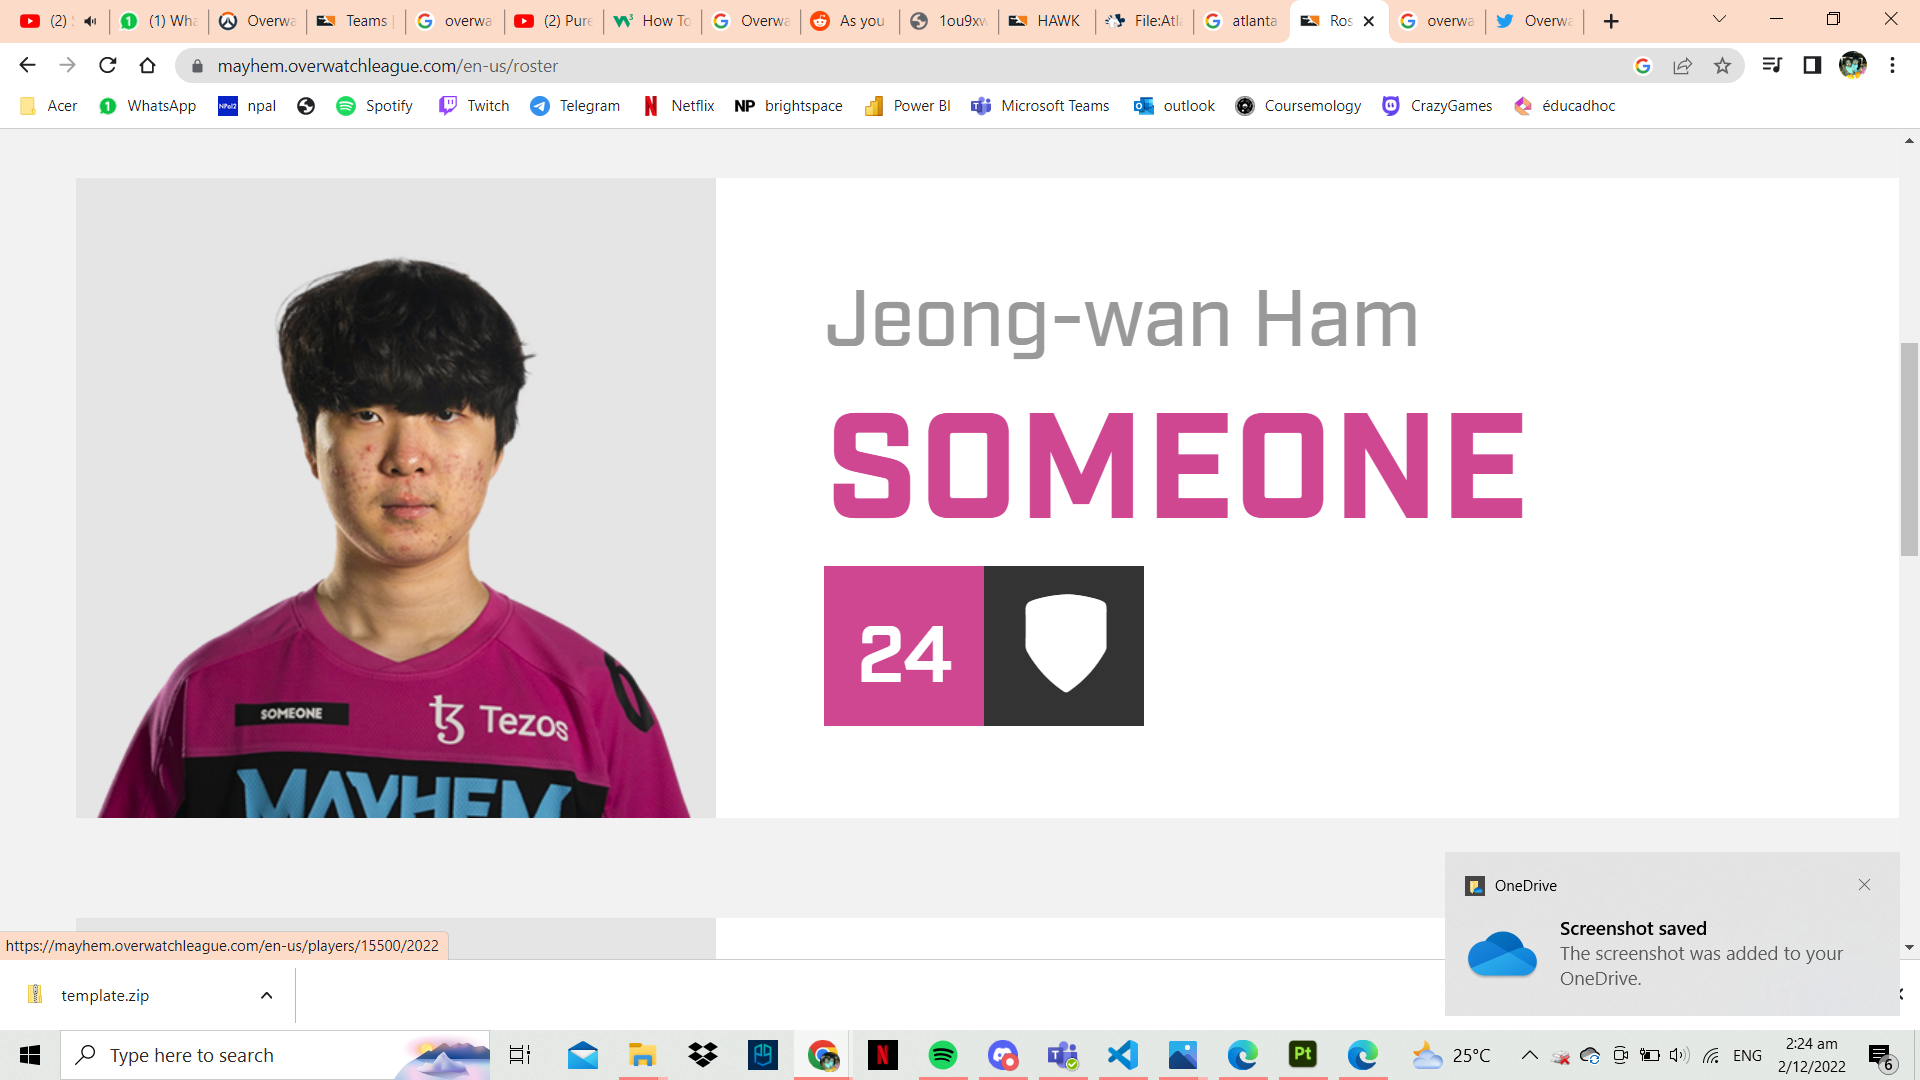 (2)
(1) Wha
Overwa
Teams
overwa
(2) Pure
How To
Overwa
As you
1ou9xw
HAWK
File:Atl
atlanta
Ros
overwa
Overwa
mayhem.overwatchleague.com/en-us/roster
Acer
WhatsApp
npal
Spotify
Twitch
Telegram
Netflix
NP brightspace
Power BI
Microsoft Teams
outlook
Coursemology
CrazyGames
éducadhoc
Jeong-wan Ham
SOMEONE
24
SOMEONE
Tezos
MAYHEM
OneDrive
Screenshot saved
The screenshot was added to your
OneDrive.
https://mayhem.overwatchleague.com/en-us/players/15500/2022
template.zip
Type here to search
25°C
ENG
2:24 am
2/12/2022
6